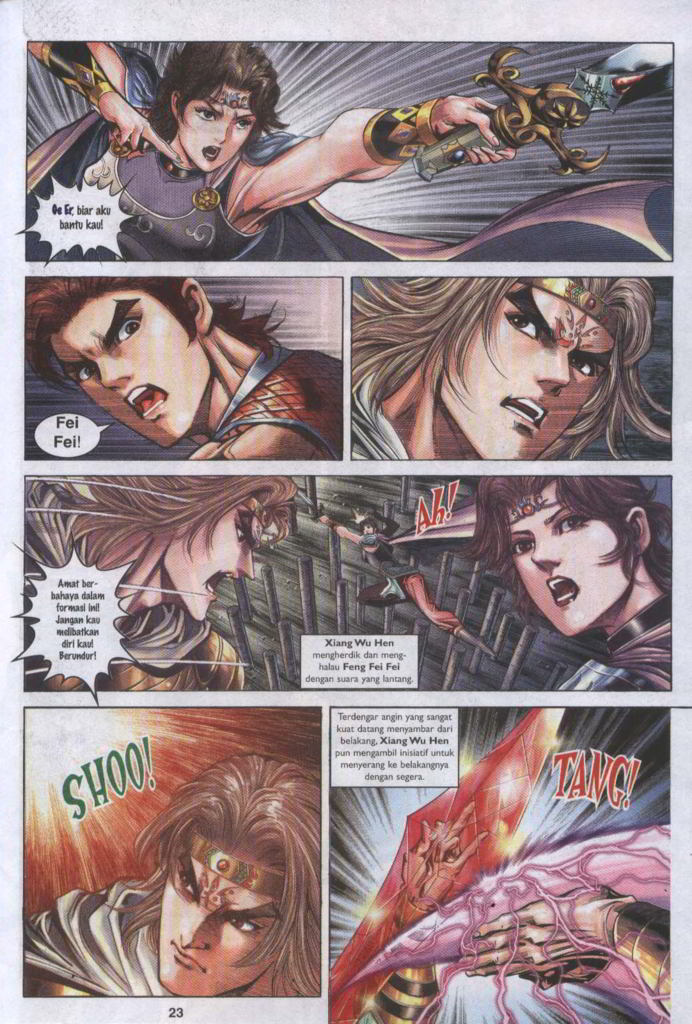 Oe Er, biar aku
bantu kau!
Fei
Fei!
Amat ber-
bahaya dalam
formasi ini!
Jangan kau
melibatkan
diri kau!
Berundur!
Ah!
Xiang Wu Hen
mengherdik dan meng-
halau Feng Fei Fei
dengan suara yang lantang.
SHOO!
Terdengar angin yang sangat
kuat datang menyambar dari
belakang, Xiang Wu Hen
pun mengambil inisiatif untuk
menyerang ke belakangnya
dengan segera.
TANG!
23